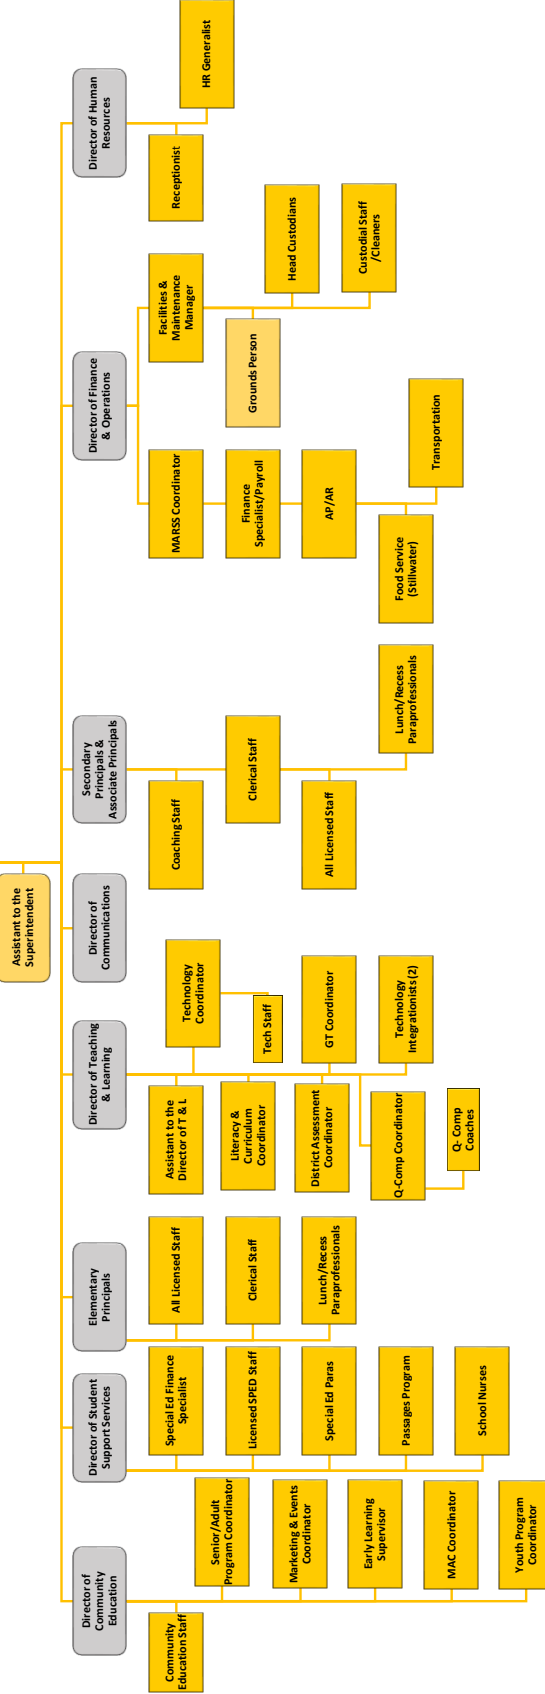 Assistant to the
Superintendent
Director of
Community
Education
Director of Student
Support Services
Elementary
Principals
Director of Teaching
& Learning
Director of
Communications
Secondary
Principals &
Associate Principals
Director of Finance
& Operations
Director of Human
Resources
Community
Education Staff
Senior/Adult
Program Coordinator
Marketing & Events
Coordinator
Early Learning
Supervisor
MAC Coordinator
Youth Program
Coordinator
Special Ed Finance
Specialist
Licensed SPED Staff
Special Ed Paras
Passages Program
School Nurses
All Licensed Staff
Clerical Staff
Lunch/Recess
Paraprofessionals
Assistant to the
Director of T & L
Technology
Coordinator
Tech Staff
Literacy &
Curriculum
Coordinator
District Assessment
Coordinator
GT Coordinator
Q-Comp Coordinator
Q- Comp
Coaches
Technology
Integrationists (2)
Coaching Staff
Clerical Staff
All Licensed Staff
Lunch/Recess
Paraprofessionals
MARSS Coordinator
Finance
Specialist/Payroll
AP/AR
Food Service
(Stillwater)
Transportation
Facilities &
Maintenance
Manager
Grounds Person
Head Custodians
Custodial Staff
/Cleaners
Receptionist
HR Generalist